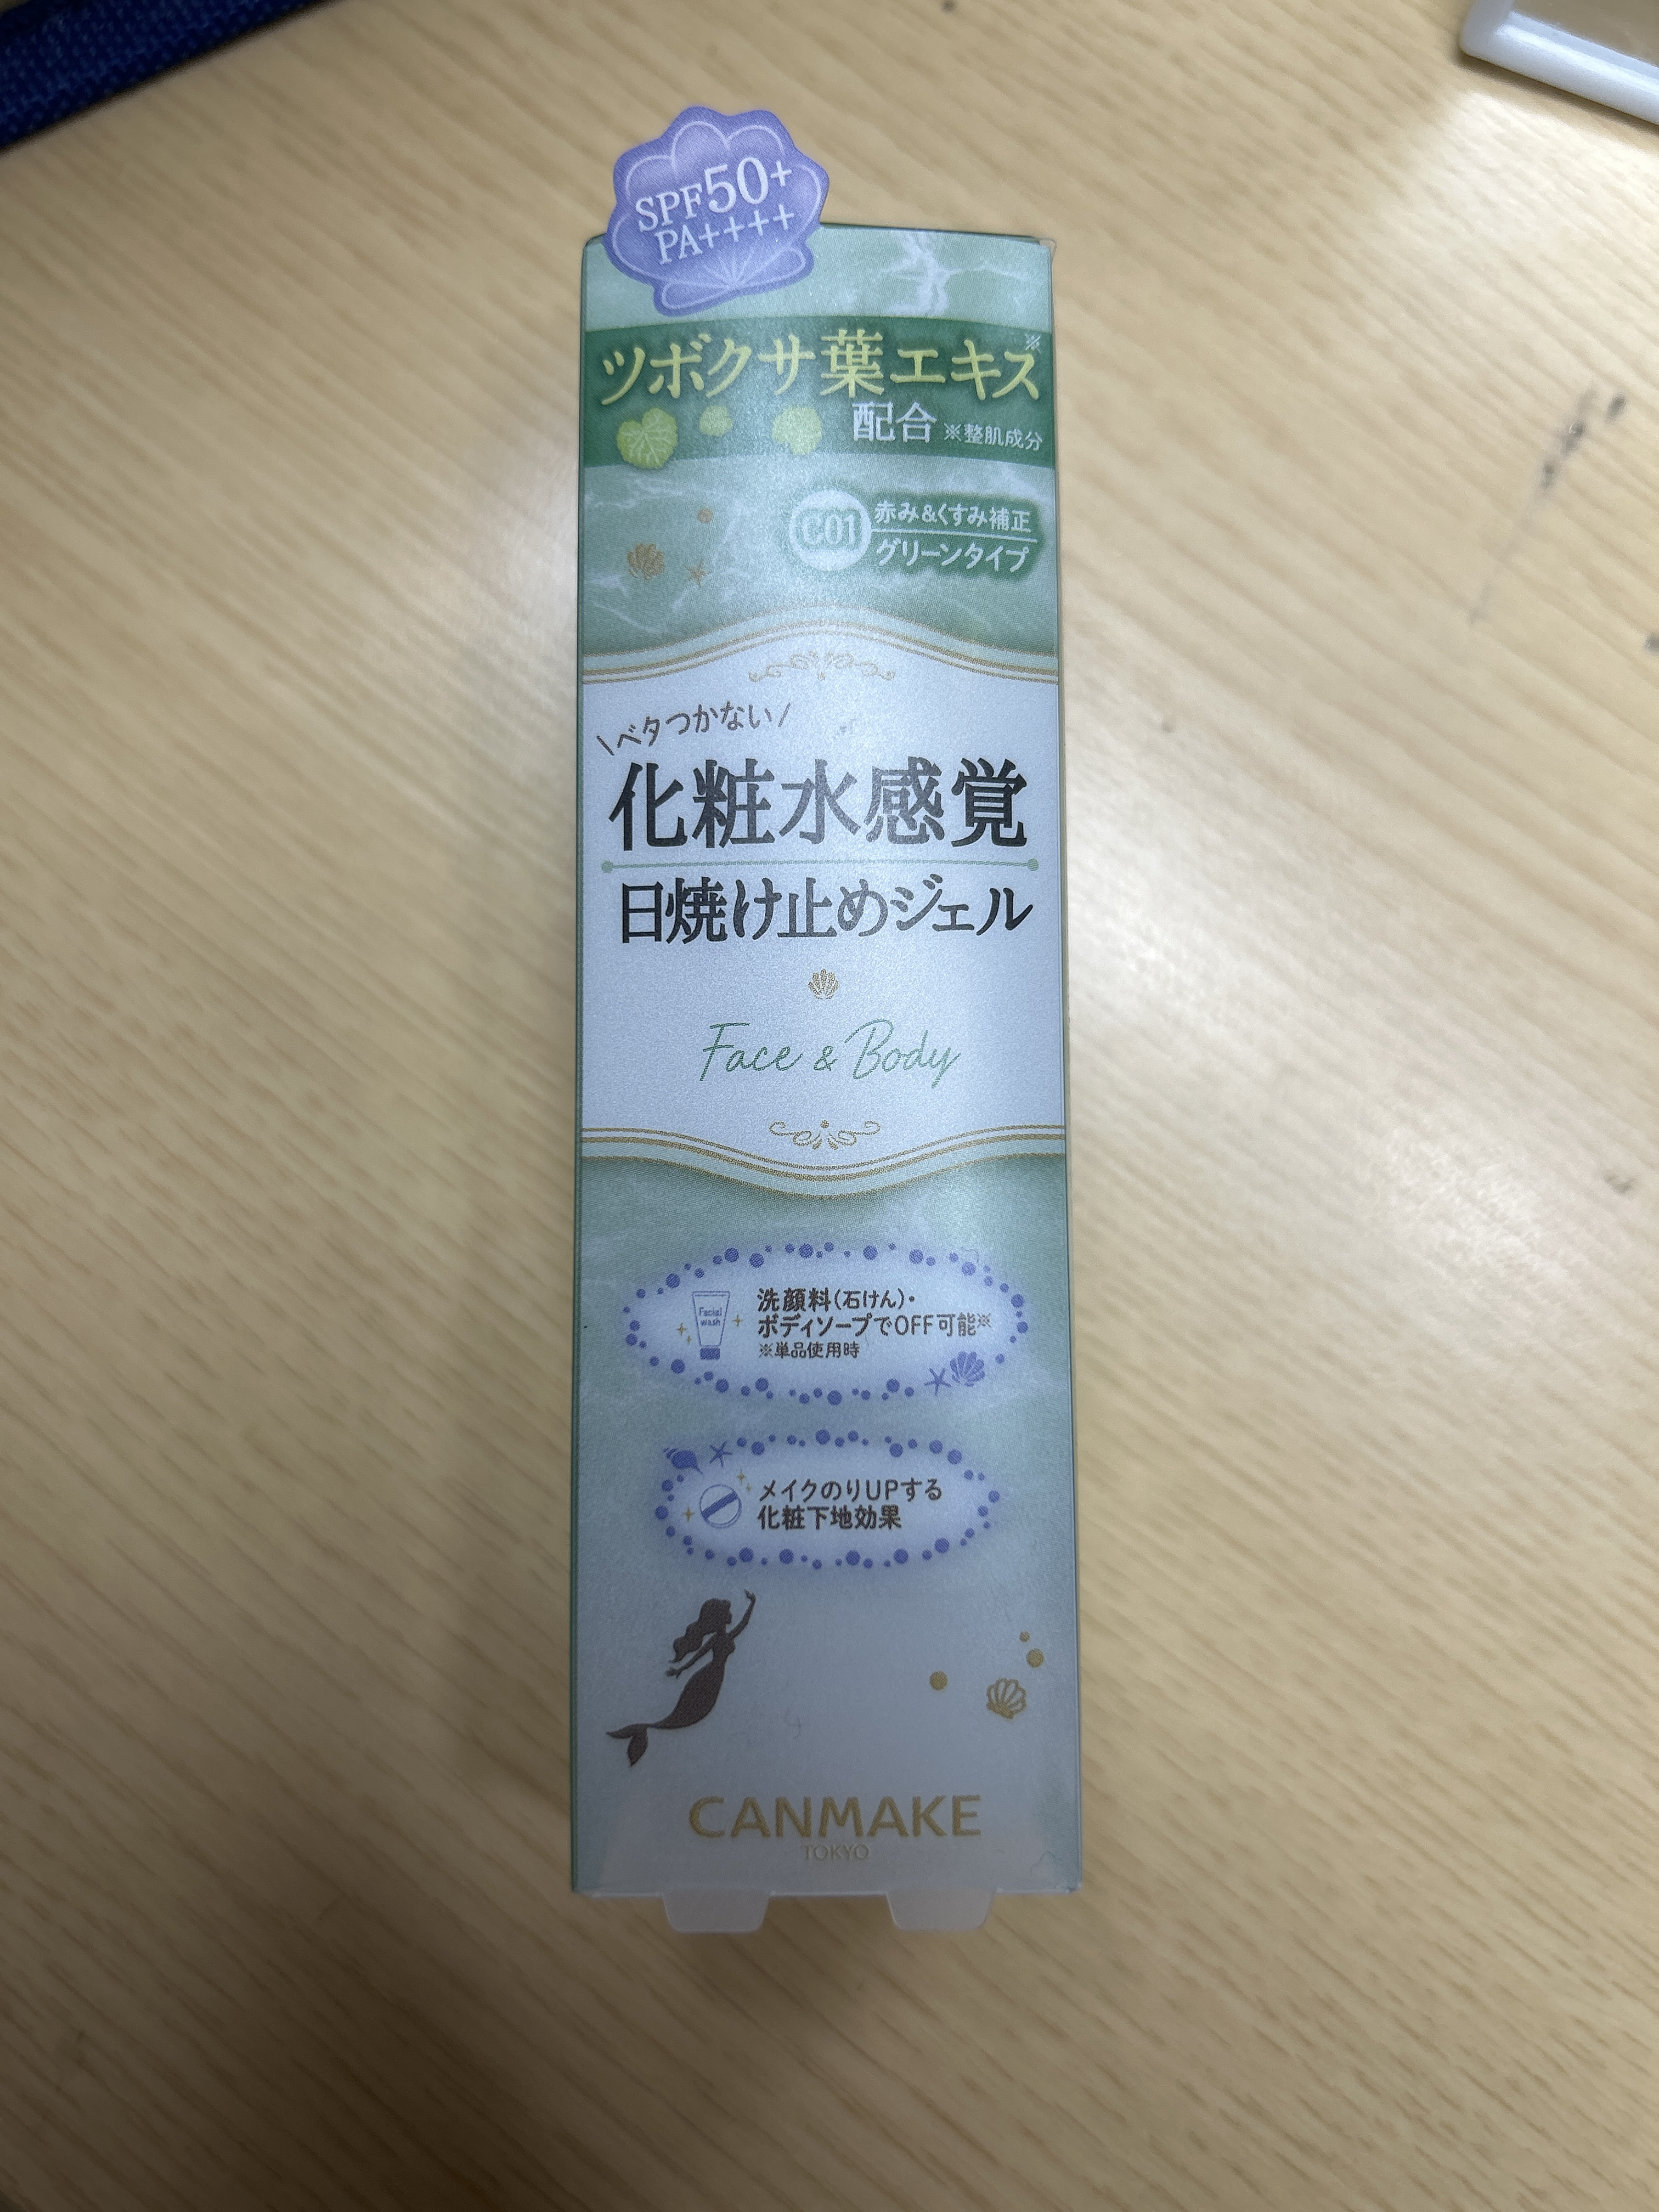 SPF50+
PA++++
ツボクサ葉エキス※
配合 ※整肌成分
C01 赤み&くすみ補正
グリーンタイプ
\ベタつかない/
化粧水感覚
日焼け止めジェル
Face & Body
Facial
wash
洗顔料(石けん)・
ボディソープでOFF可能※
※単品使用時
メイクのりUPする
化粧下地効果
CANMAKE
TOKYO